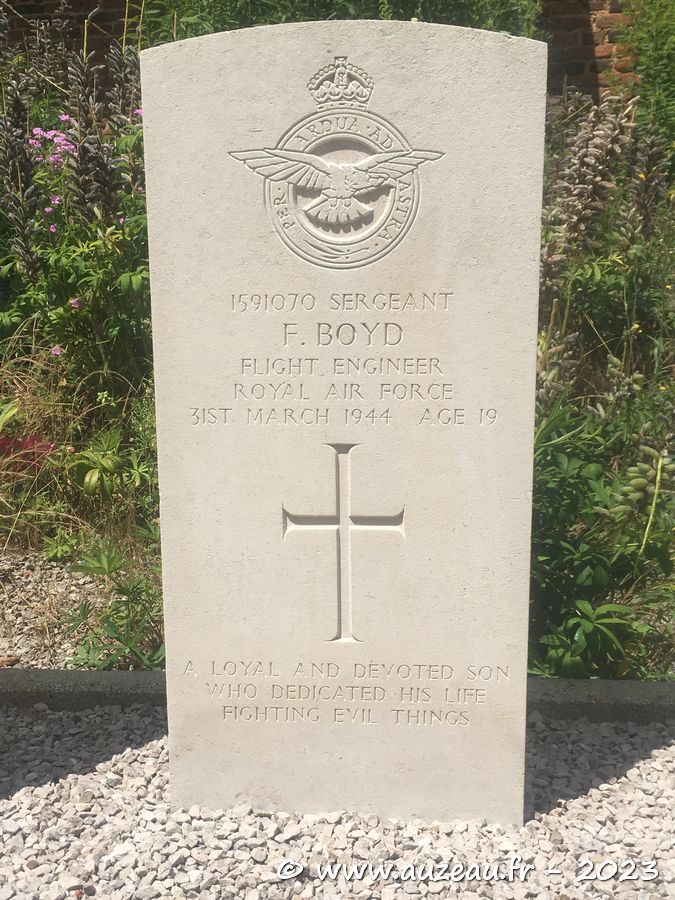 PER · ARDUA · AD ASTRA
1591070 SERGEANT
F. BOYD
FLIGHT ENGINEER
ROYAL AIR FORCE
31ST MARCH 1944 AGE 19
A LOYAL AND DEVOTED SON
WHO DEDICATED HIS LIFE
FIGHTING EVIL THINGS
© www.auzeau.fr - 2023